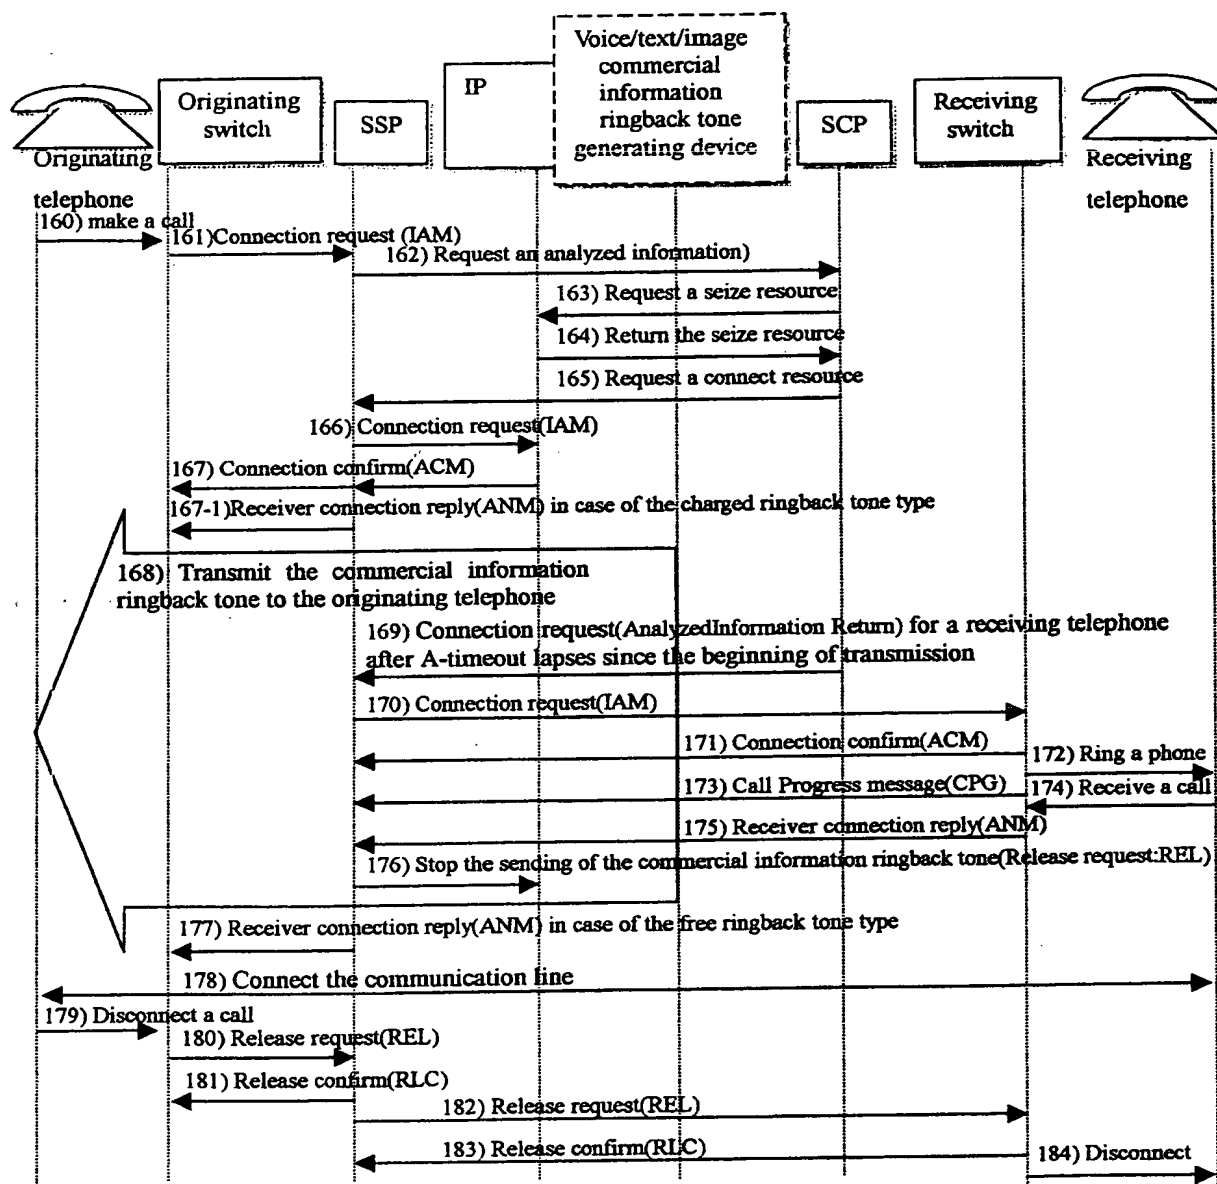 Voice/text/image
commercial
information
ringback tone
generating device
IP
Originating
switch
SSP
SCP
Receiving
switch
Originating
telephone
Receiving
telephone
160) make a call
161)Connection request (IAM)
162) Request an analyzed information)
163) Request a seize resource
164) Return the seize resource
165) Request a connect resource
166) Connection request(IAM)
167) Connection confirm(ACM)
167-1)Receiver connection reply(ANM) in case of the charged ringback tone type
168) Transmit the commercial information
ringback tone to the originating telephone
169) Connection request(AnalyzedInformation Return) for a receiving telephone
after A-timeout lapses since the beginning of transmission
170) Connection request(IAM)
171) Connection confirm(ACM)
172) Ring a phone
173) Call Progress message(CPG)
174) Receive a call
175) Receiver connection reply(ANM)
176) Stop the sending of the commercial information ringback tone(Release request:REL)
177) Receiver connection reply(ANM) in case of the free ringback tone type
178) Connect the communication line
179) Disconnect a call
180) Release request(REL)
181) Release confirm(RLC)
182) Release request(REL)
183) Release confirm(RLC)
184) Disconnect